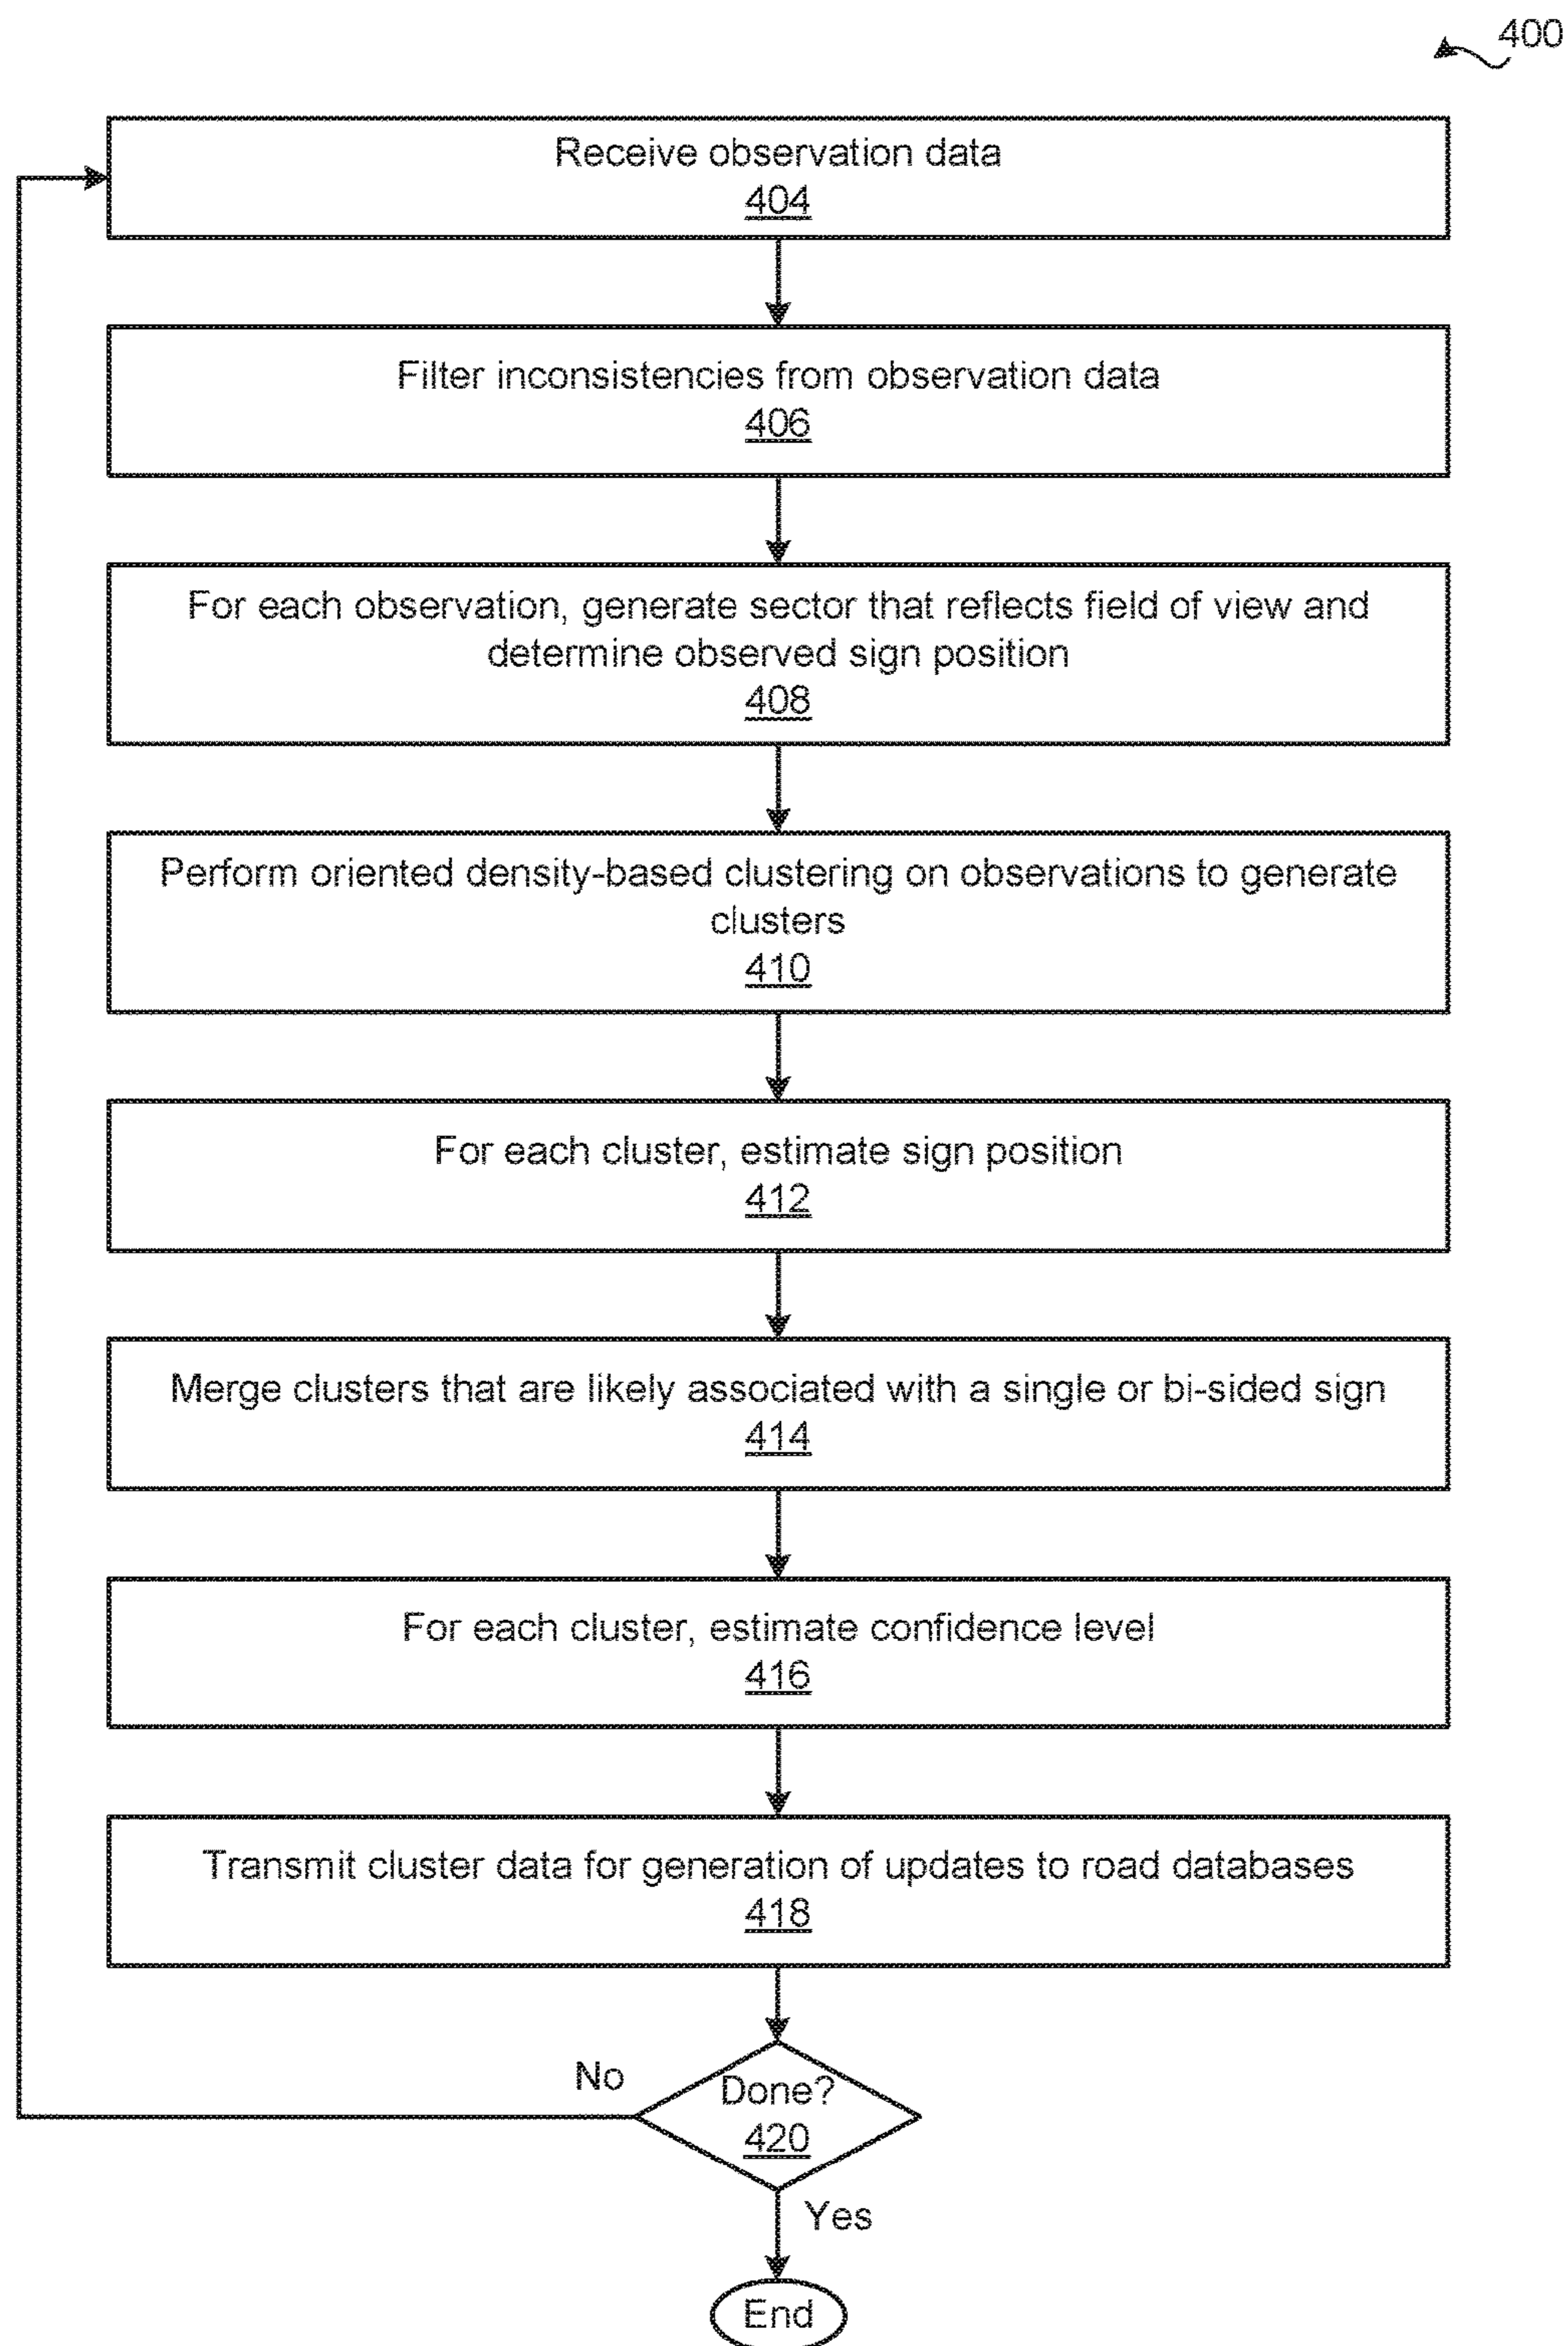 400
Receive observation data
404
Filter inconsistencies from observation data
406
For each observation, generate sector that reflects field of view and
determine observed sign position
408
Perform oriented density-based clustering on observations to generate
clusters
410
For each cluster, estimate sign position
412
Merge clusters that are likely associated with a single or bi-sided sign
414
For each cluster, estimate confidence level
416
Transmit cluster data for generation of updates to road databases
418
No
Done?
420
Yes
End